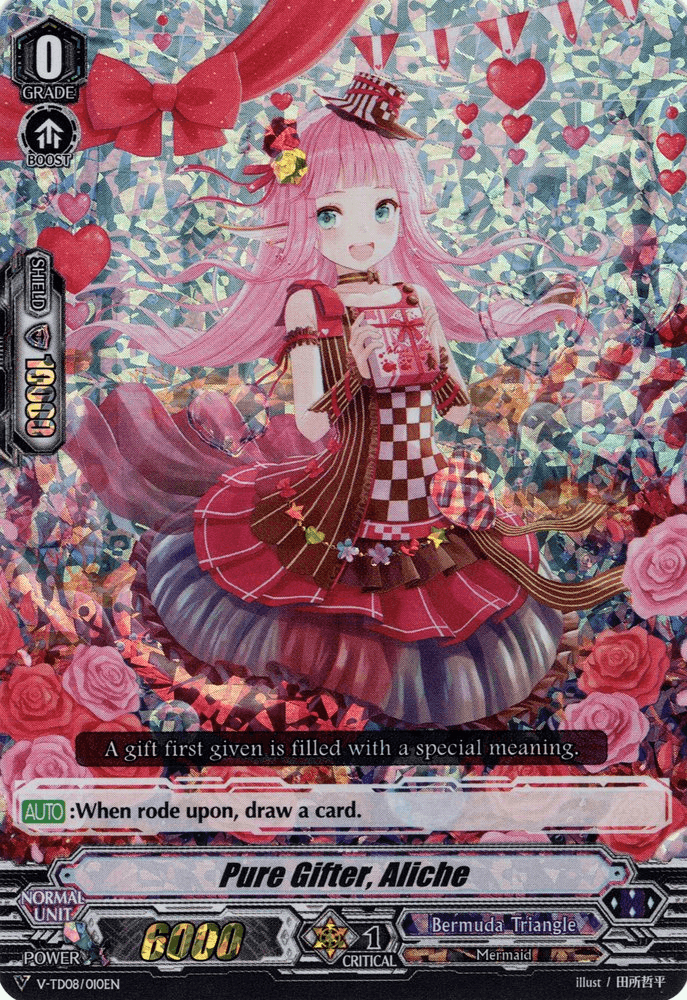 0
GRADE
BOOST
SHIELD
10000
A gift first given is filled with a special meaning.
AUTO :When rode upon, draw a card.
Pure Gifter, Aliche
NORMAL
UNIT
POWER
6000
1
CRITICAL
Bermuda Triangle
Mermaid
V-TD08/010EN
illust / 田所哲平